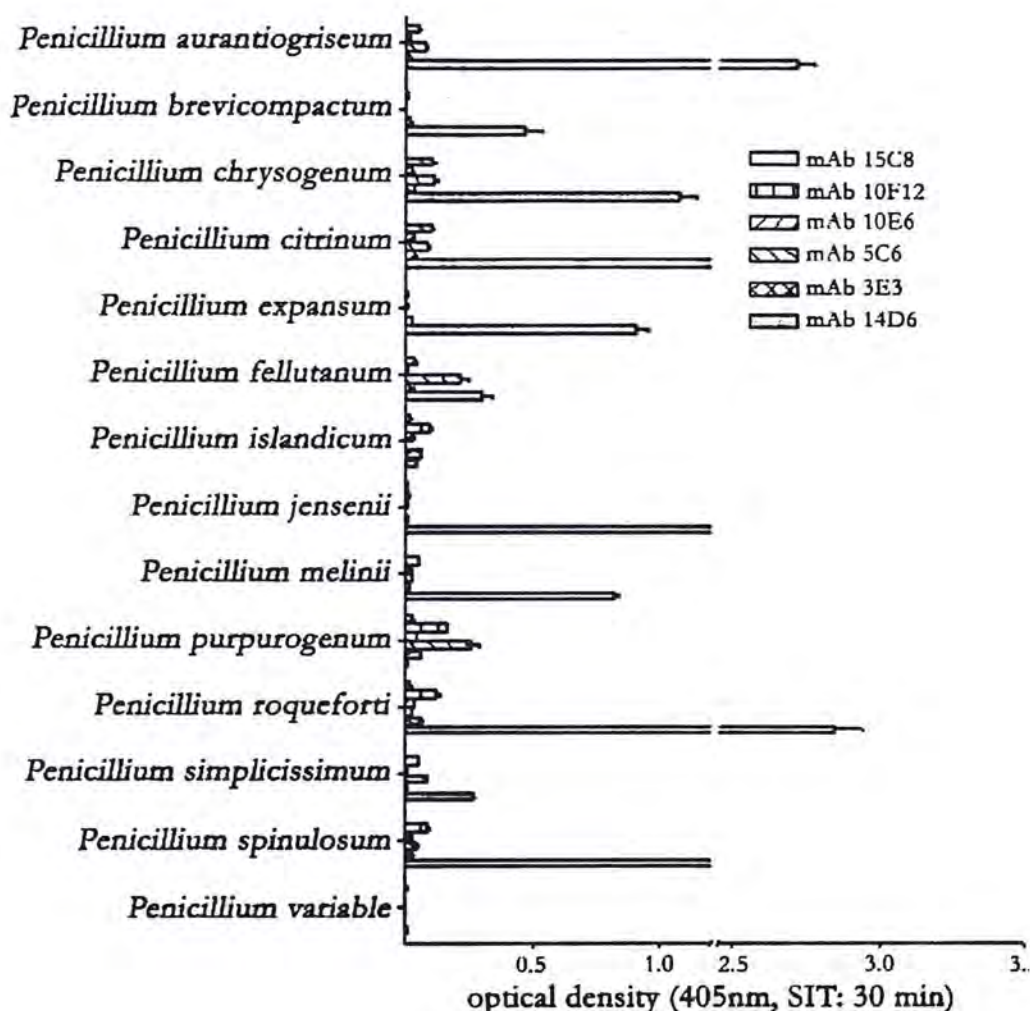 Penicillium aurantiogriseum
Penicillium brevicompactum
Penicillium chrysogenum
Penicillium citrinum
Penicillium expansum
Penicillium fellutanum
Penicillium islandicum
Penicillium jensenii
Penicillium melinii
Penicillium purpurogenum
Penicillium roqueforti
Penicillium simplicissimum
Penicillium spinulosum
Penicillium variable
mAb 15C8
mAb 10F12
mAb 10E6
mAb 5C6
mAb 3E3
mAb 14D6
0.5 1.0 2.5 3.0 3..
optical density (405nm, SIT: 30 min)